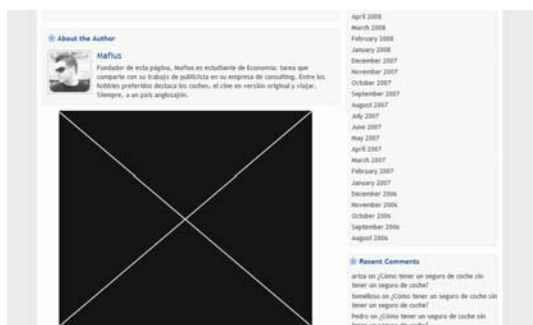 About the Author
Mafius
Fundador de esta página, Mafius es estudiante de Economía; tarea que
comparte con su trabajo de publicista en su empresa de consulting. Entre los
hobbies preferidos destaca los coches, el cine en versión original y viajar.
Siempre, a un país anglosajón.
April 2008
March 2008
February 2008
January 2008
December 2007
November 2007
October 2007
September 2007
August 2007
July 2007
June 2007
May 2007
April 2007
March 2007
February 2007
January 2007
December 2006
November 2006
October 2006
September 2006
August 2006
Recent Comments
ariza on ¿Cómo tener un seguro de coche sin
tener un seguro de coche?
tomelloso on ¿Cómo tener un seguro de coche sin
tener un seguro de coche?
Pedro on ¿Cómo tener un seguro de coche sin